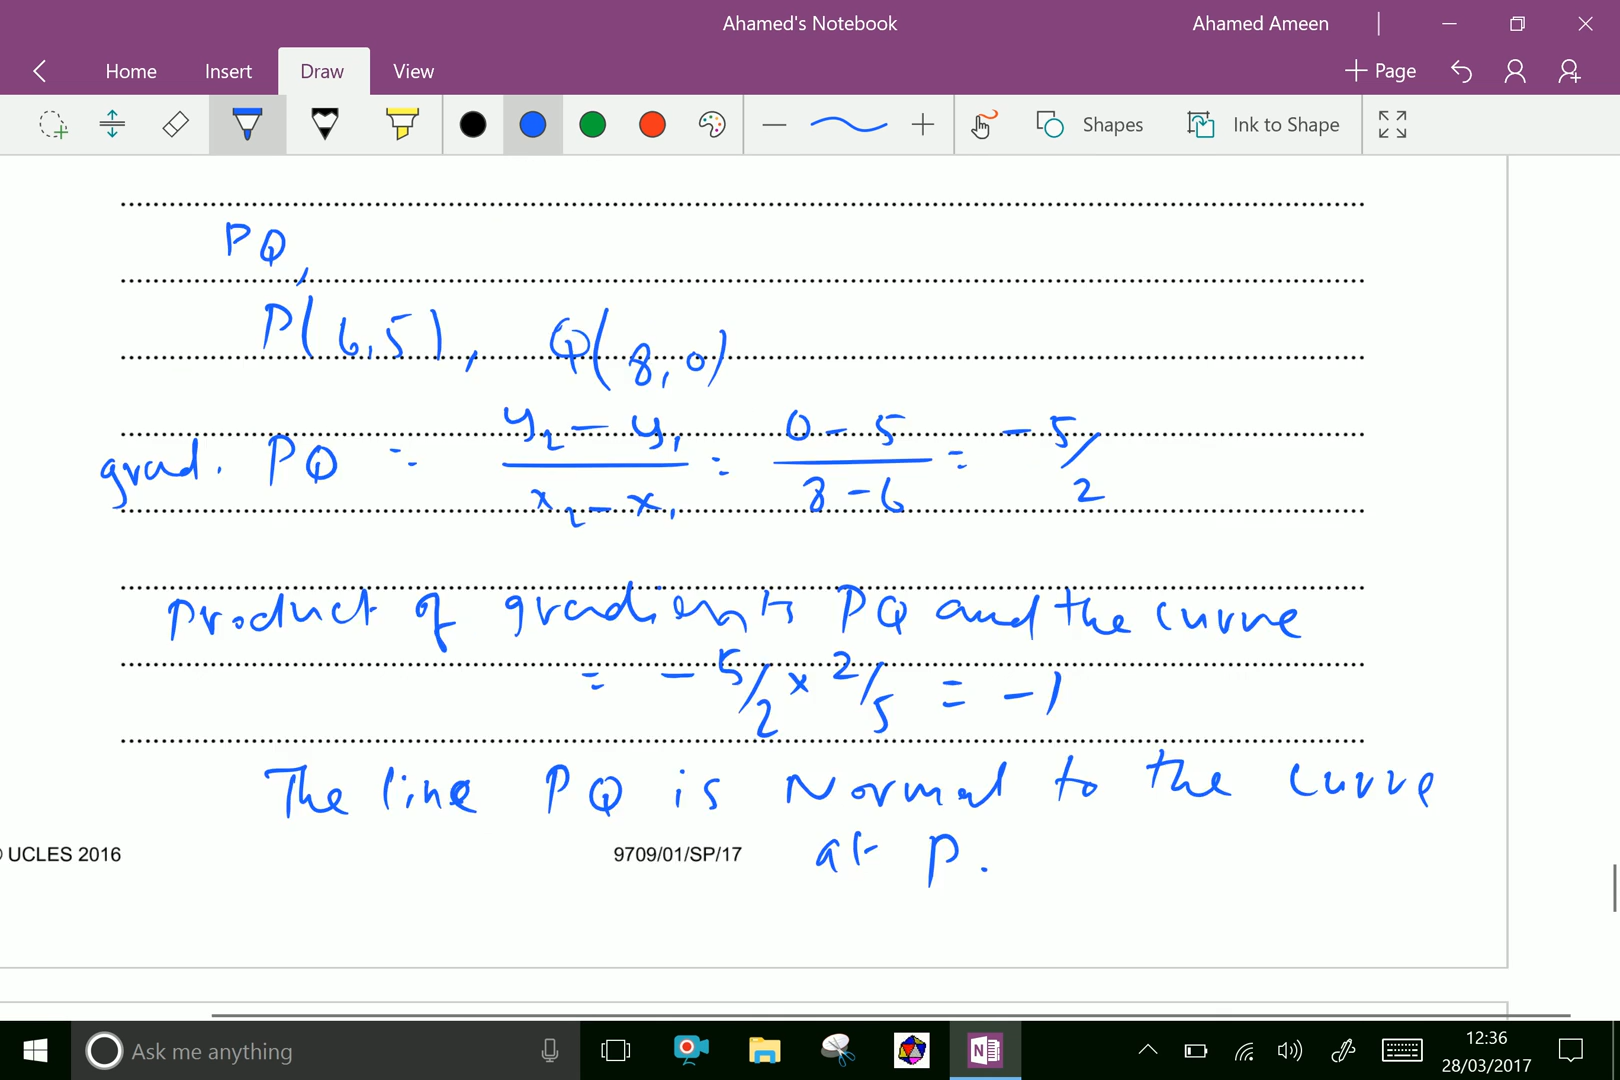 Ahamed's Notebook
Ahamed Ameen
Home Insert Draw View
Page
Shapes
Ink to Shape
PQ,
P(6,5), Q(8,0)
grad. PQ = y₂ - y₁ / x₂ - x₁ = 0 - 5 / 8 - 6 = - 5/2
product of gradients PQ and the curve
= - 5/2 × 2/5 = -1
The line PQ is Normal to the curve
at P.
© UCLES 2016
9709/01/SP/17
Ask me anything
12:36
28/03/2017